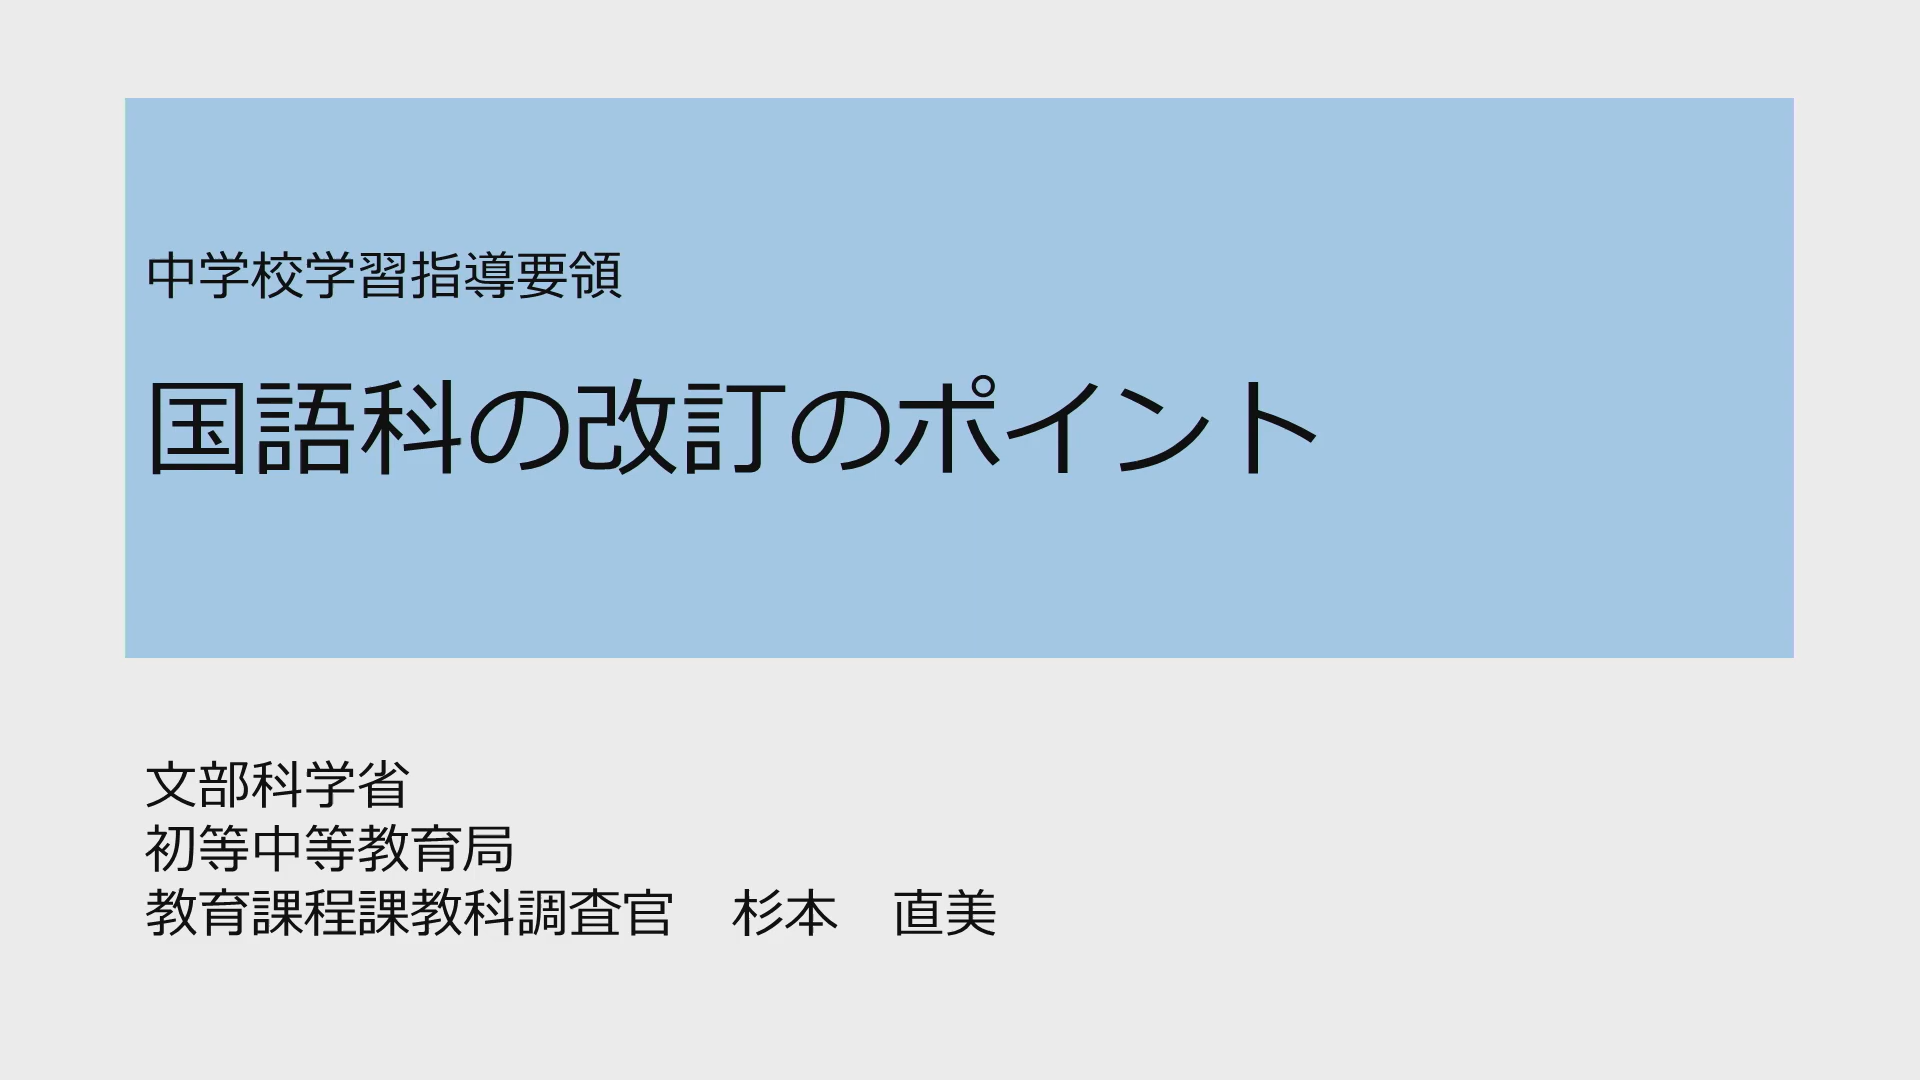 中学校学習指導要領
国語科の改訂のポイント
文部科学省
初等中等教育局
教育課程課教科調査官　杉本　直美